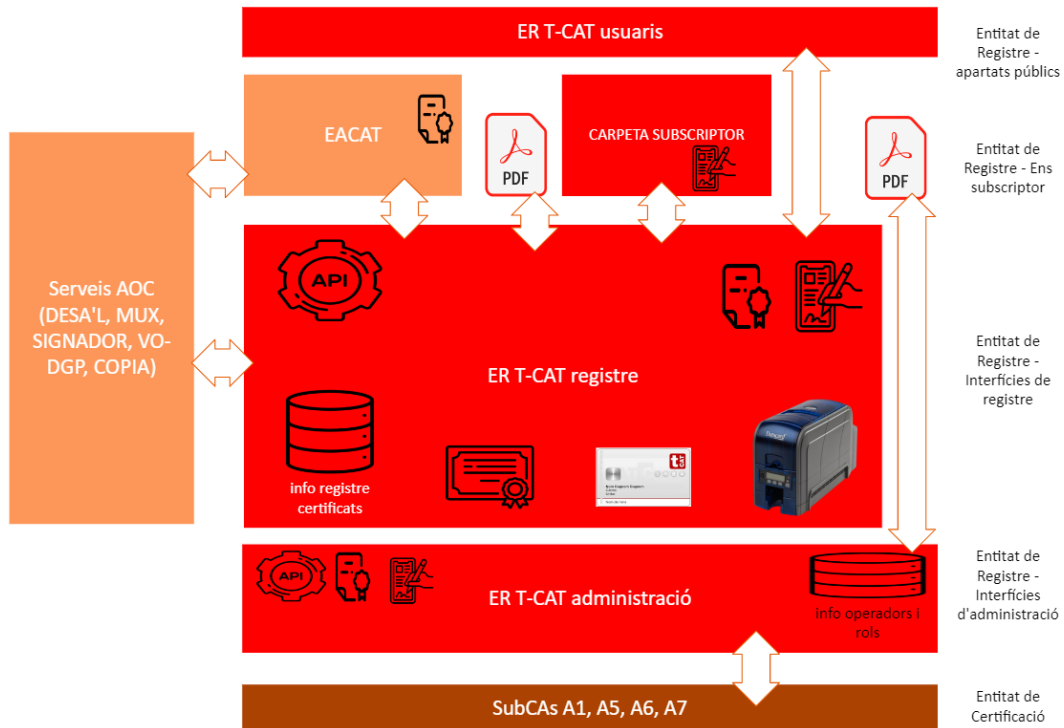 ER T-CAT usuaris
Entitat de
Registre -
apartats públics
EACAT
PDF
CARPETA SUBSCRIPTOR
PDF
Entitat de
Registre - Ens
subscriptor
Serveis AOC
(DESA'L, MUX,
SIGNADOR, VO-
DGP, COPIA)
API
ER T-CAT registre
info registre
certificats
t
CAT
Entitat de
Registre -
Interfícies de
registre
API
ER T-CAT administració
info operadors i
rols
Entitat de
Registre -
Interfícies
d'administració
SubCAs A1, A5, A6, A7
Entitat de
Certificació